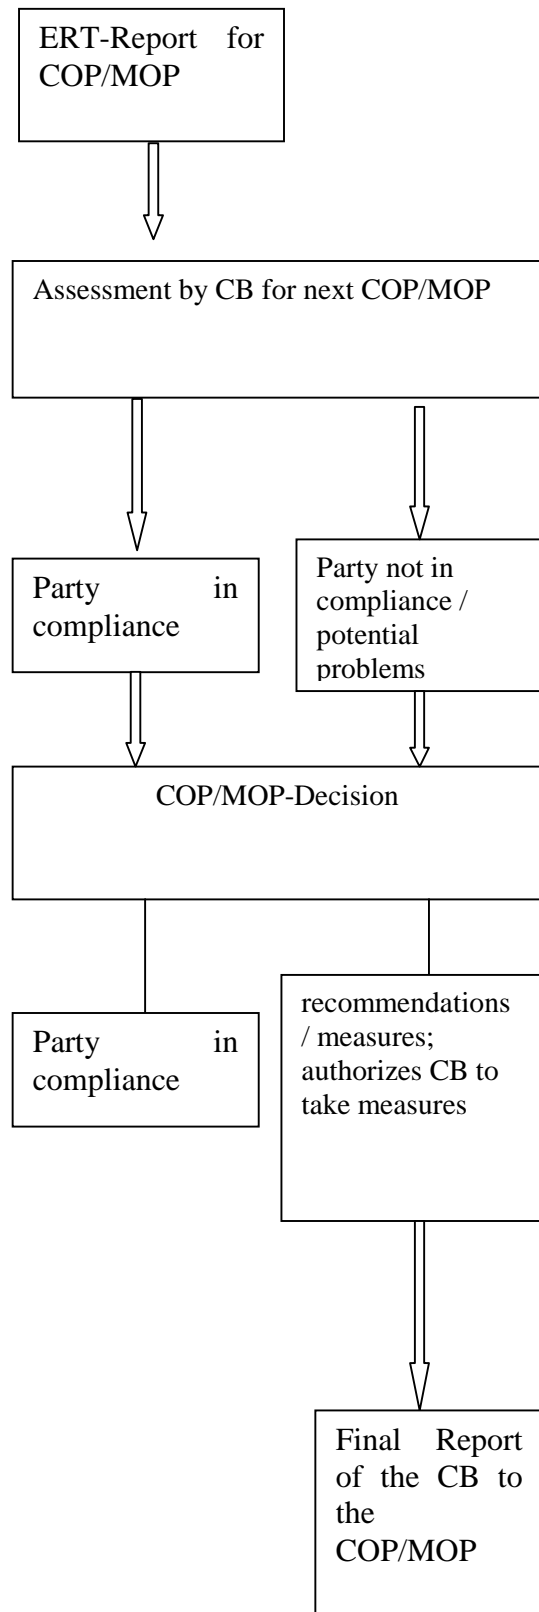 ERT-Report for
COP/MOP
Assessment by CB for next COP/MOP
Party in
compliance
Party not in
compliance /
potential
problems
COP/MOP-Decision
Party in
compliance
recommendations
/ measures;
authorizes CB to
take measures
Final Report
of the CB to
the
COP/MOP